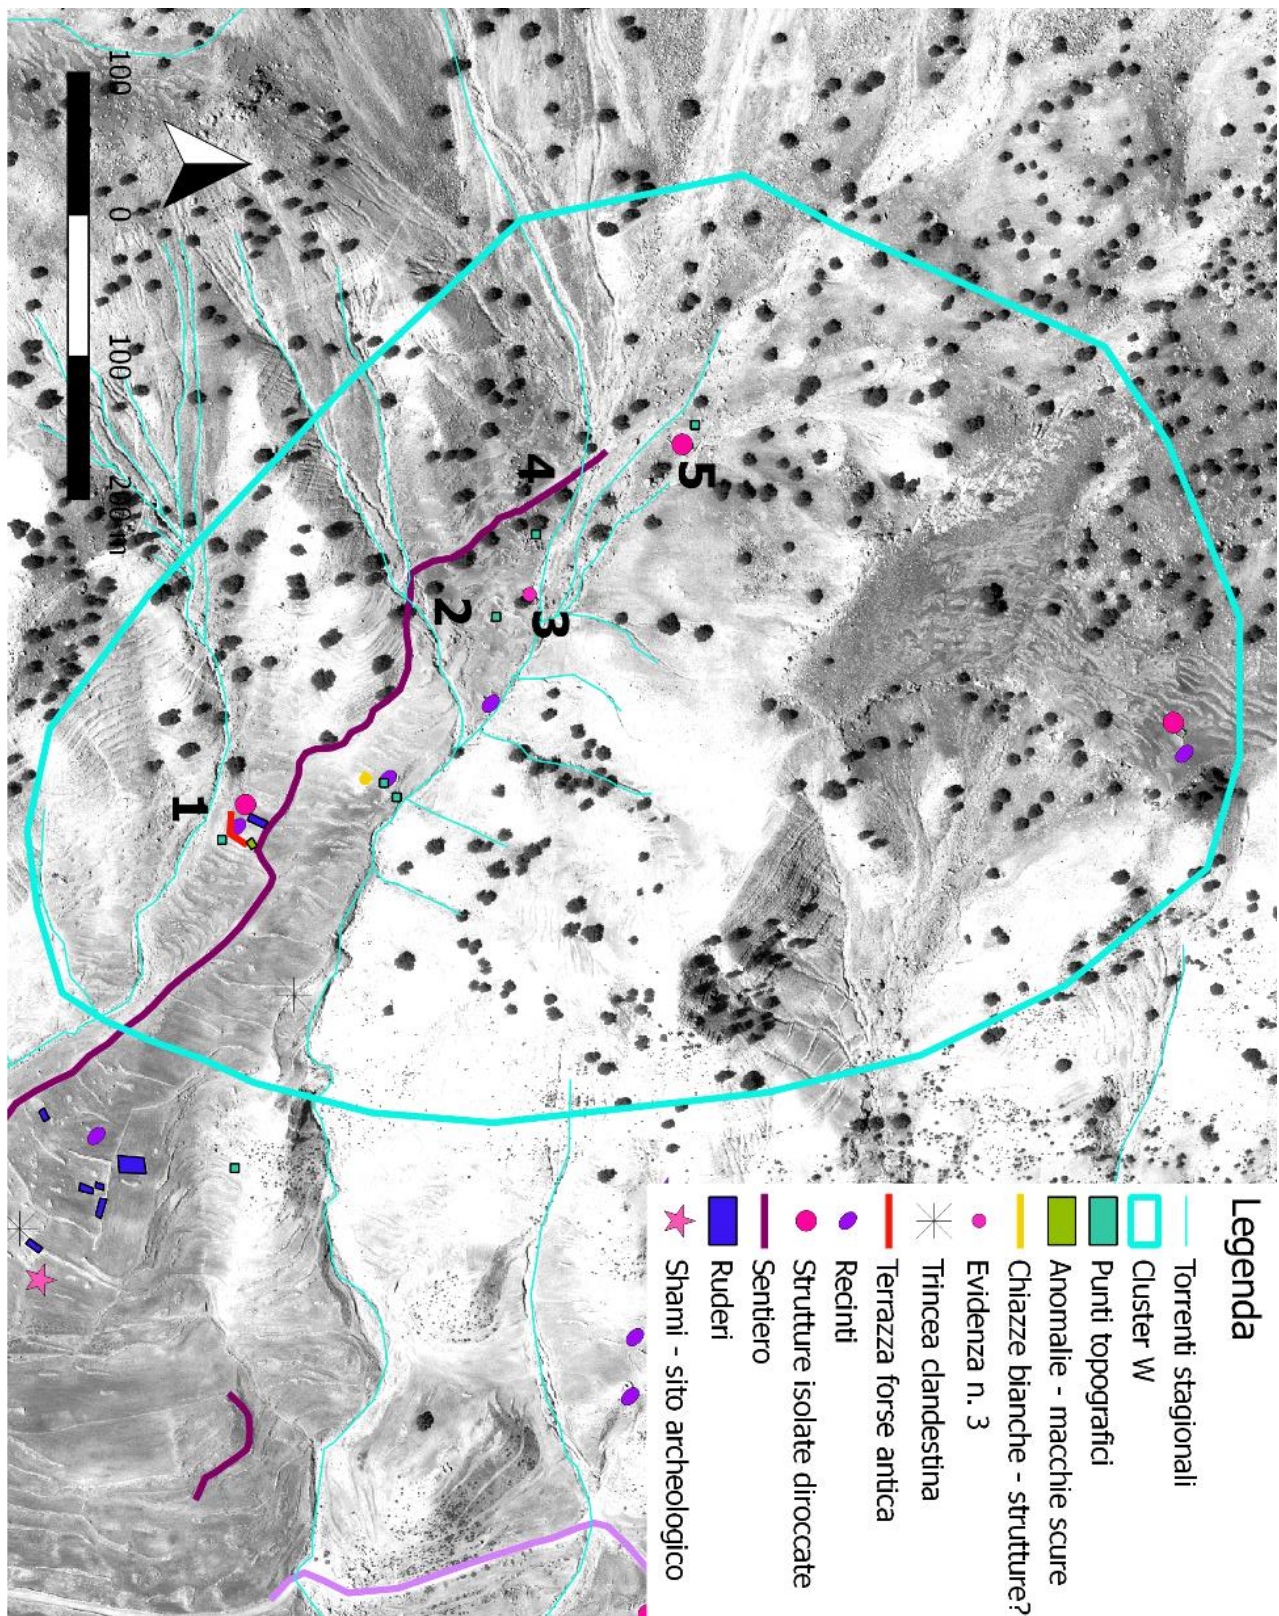 Legenda
Torrenti stagionali
Cluster W
Punti topografici
Anomalie - macchie scure
Chiazze bianche - strutture?
Evidenza n. 3
Trincea clandestina
Terrazza forse antica
Recinti
Strutture isolate diroccate
Sentiero
Ruderi
Shami - sito archeologico
100 0 100 200 m
1
2
3
4
5